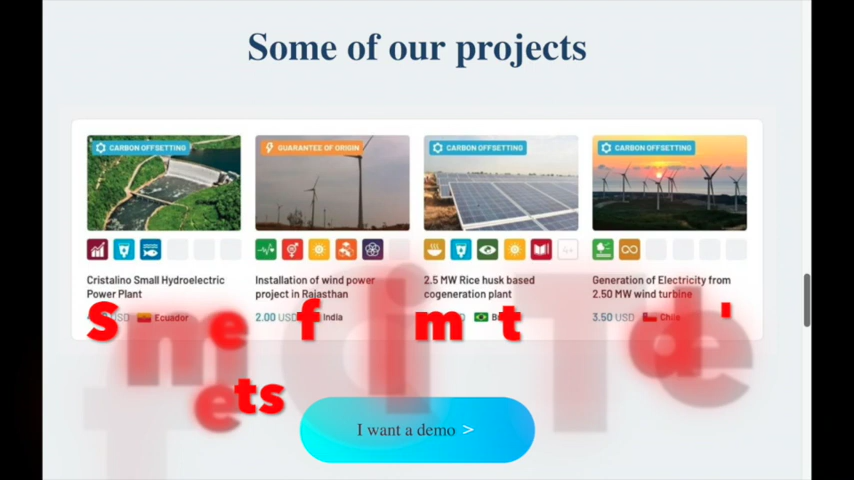 Some of our projects
CARBON OFFSETTING
GUARANTEE OF ORIGIN
CARBON OFFSETTING
CARBON OFFSETTING
Cristalino Small Hydroelectric
Power Plant
Ecuador
Installation of wind power
project in Rajasthan
2.00 USD
India
2.5 MW Rice husk based
cogeneration plant
Generation of Electricity from
2.50 MW wind turbine
3.50 USD
Chile
I want a demo >